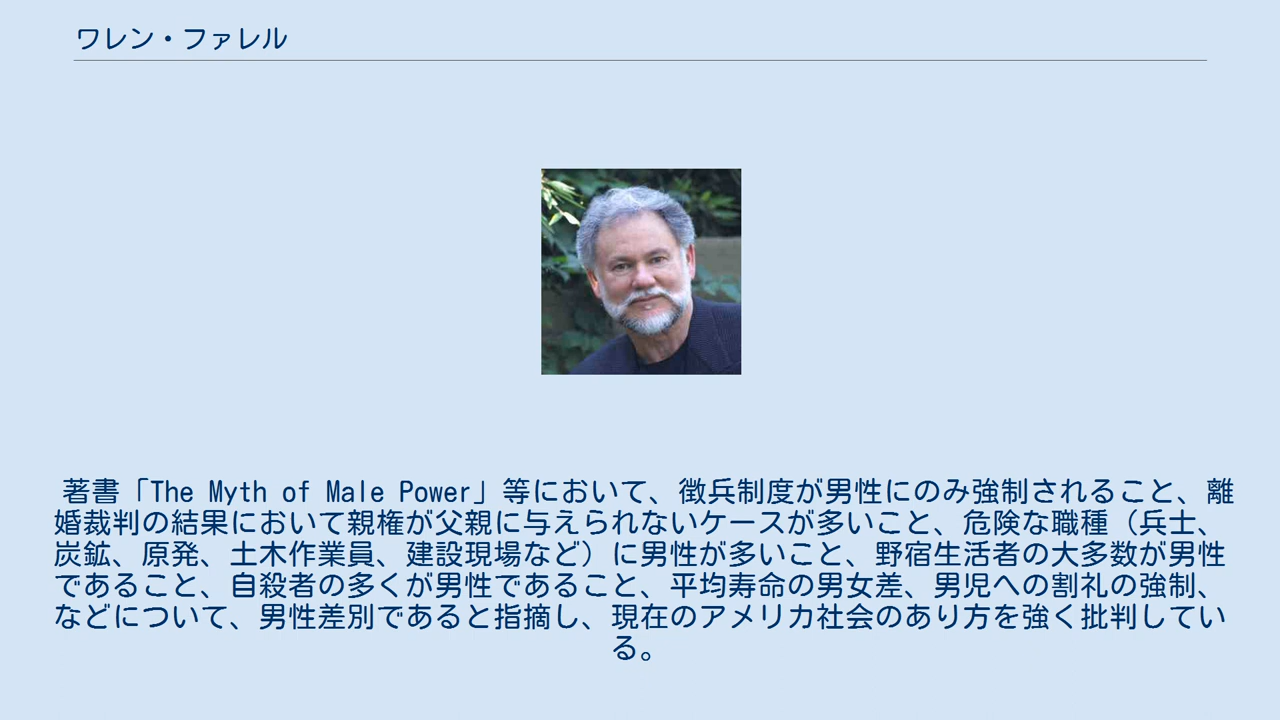 ワレン・ファレル
著書「The Myth of Male Power」等において、徴兵制度が男性にのみ強制されること、離
婚裁判の結果において親権が父親に与えられないケースが多いこと、危険な職種（兵士、
炭鉱、原発、土木作業員、建設現場など）に男性が多いこと、野宿生活者の大多数が男性
であること、自殺者の多くが男性であること、平均寿命の男女差、男児への割礼の強制、
などについて、男性差別であると指摘し、現在のアメリカ社会のあり方を強く批判してい
る。